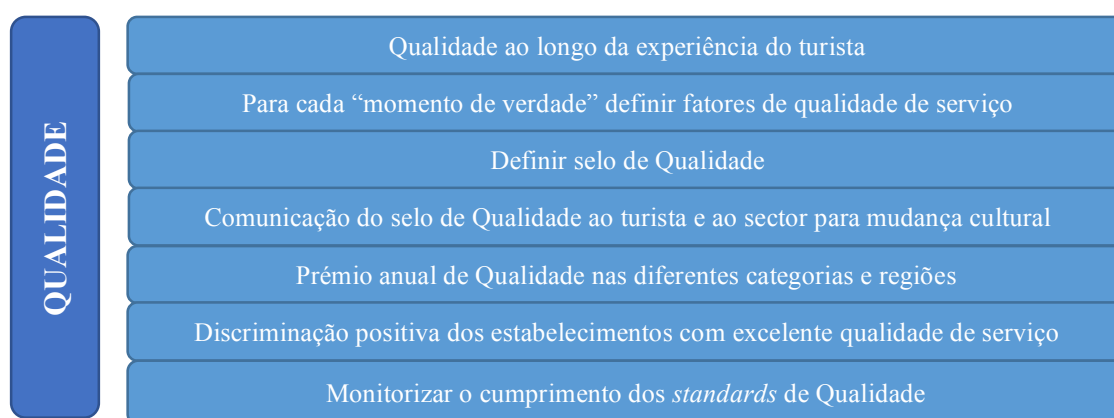 QUALIDADE
Qualidade ao longo da experiência do turista
Para cada “momento de verdade” definir fatores de qualidade de serviço
Definir selo de Qualidade
Comunicação do selo de Qualidade ao turista e ao sector para mudança cultural
Prémio anual de Qualidade nas diferentes categorias e regiões
Discriminação positiva dos estabelecimentos com excelente qualidade de serviço
Monitorizar o cumprimento dos standards de Qualidade